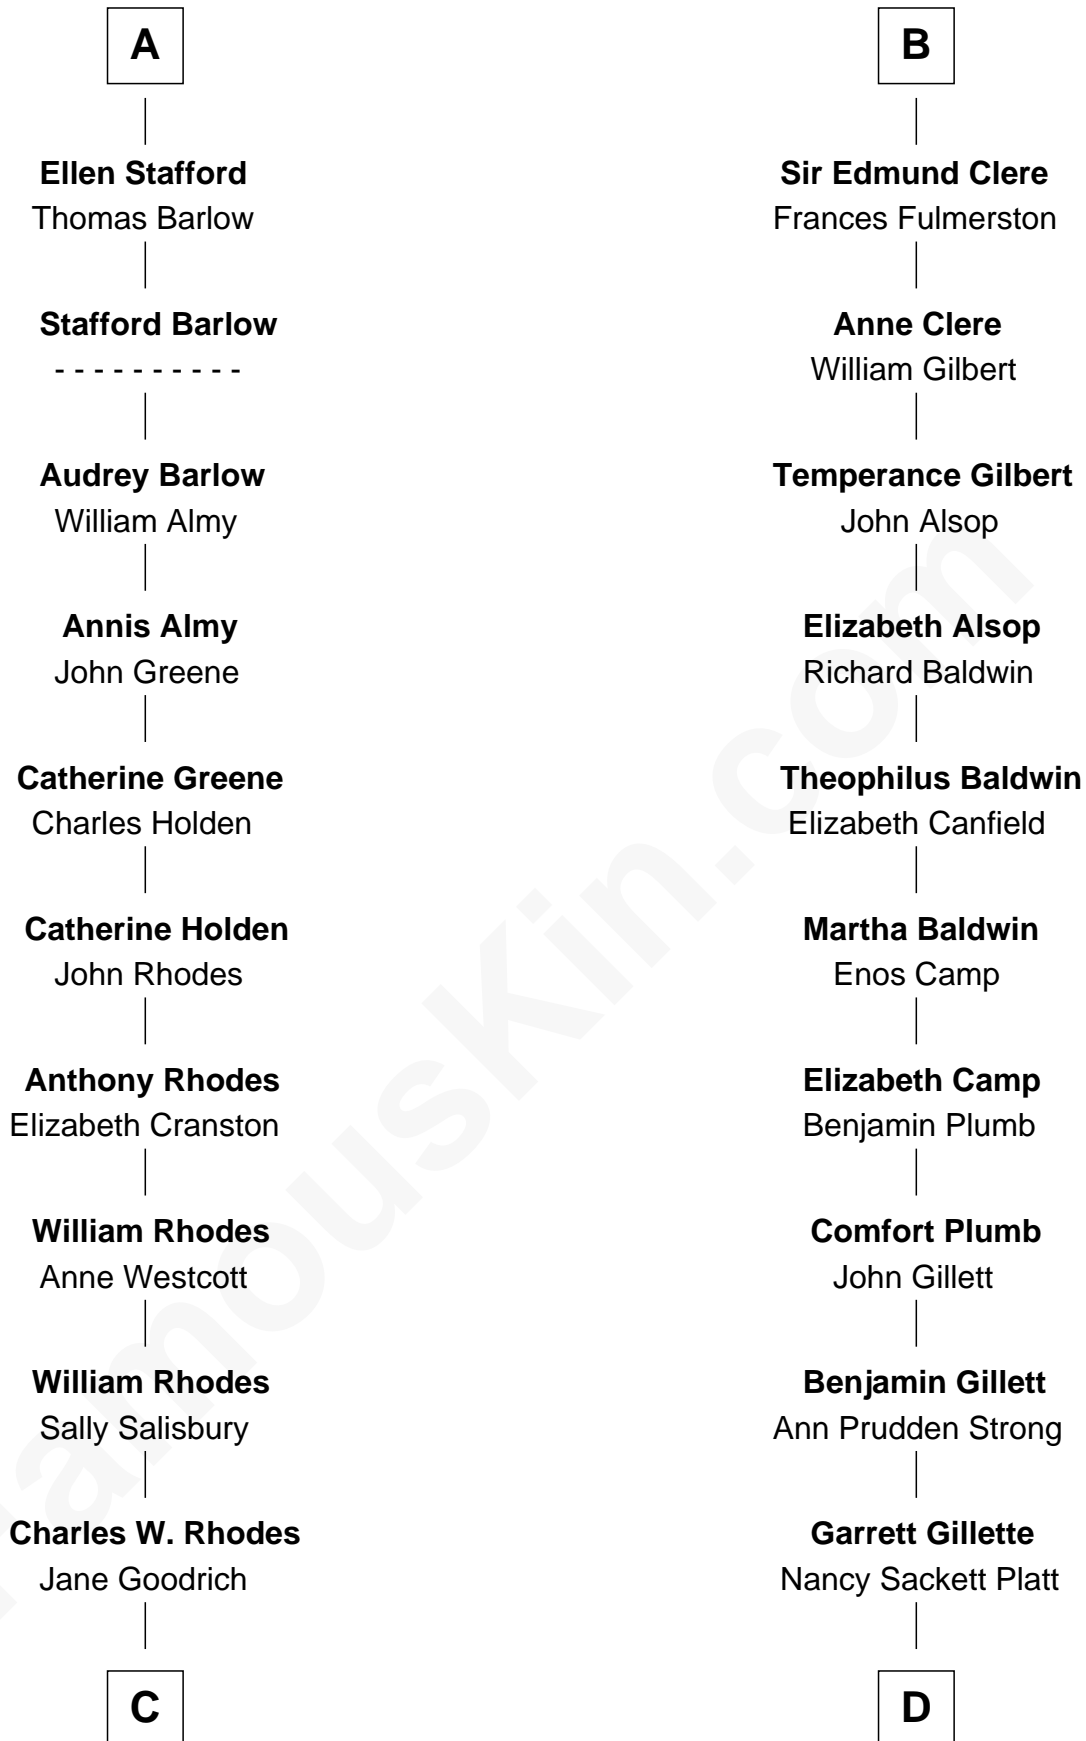 A
Ellen Stafford
Thomas Barlow
Stafford Barlow
- - - - - - - - - -
Audrey Barlow
William Almy
Annis Almy
John Greene
Catherine Greene
Charles Holden
Catherine Holden
John Rhodes
Anthony Rhodes
Elizabeth Cranston
William Rhodes
Anne Westcott
William Rhodes
Sally Salisbury
Charles W. Rhodes
Jane Goodrich
C
B
Sir Edmund Clere
Frances Fulmerston
Anne Clere
William Gilbert
Temperance Gilbert
John Alsop
Elizabeth Alsop
Richard Baldwin
Theophilus Baldwin
Elizabeth Canfield
Martha Baldwin
Enos Camp
Elizabeth Camp
Benjamin Plumb
Comfort Plumb
John Gillett
Benjamin Gillett
Ann Prudden Strong
Garrett Gillette
Nancy Sackett Platt
D
FamousKin.com